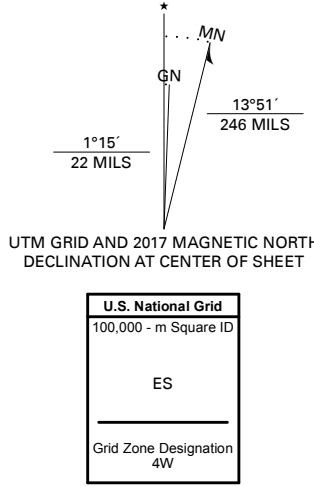 ★
MN
GN
13°51´
246 MILS
1°15´
22 MILS
UTM GRID AND 2017 MAGNETIC NORTH
DECLINATION AT CENTER OF SHEET
U.S. National Grid
100,000 - m Square ID
ES
Grid Zone Designation
4W